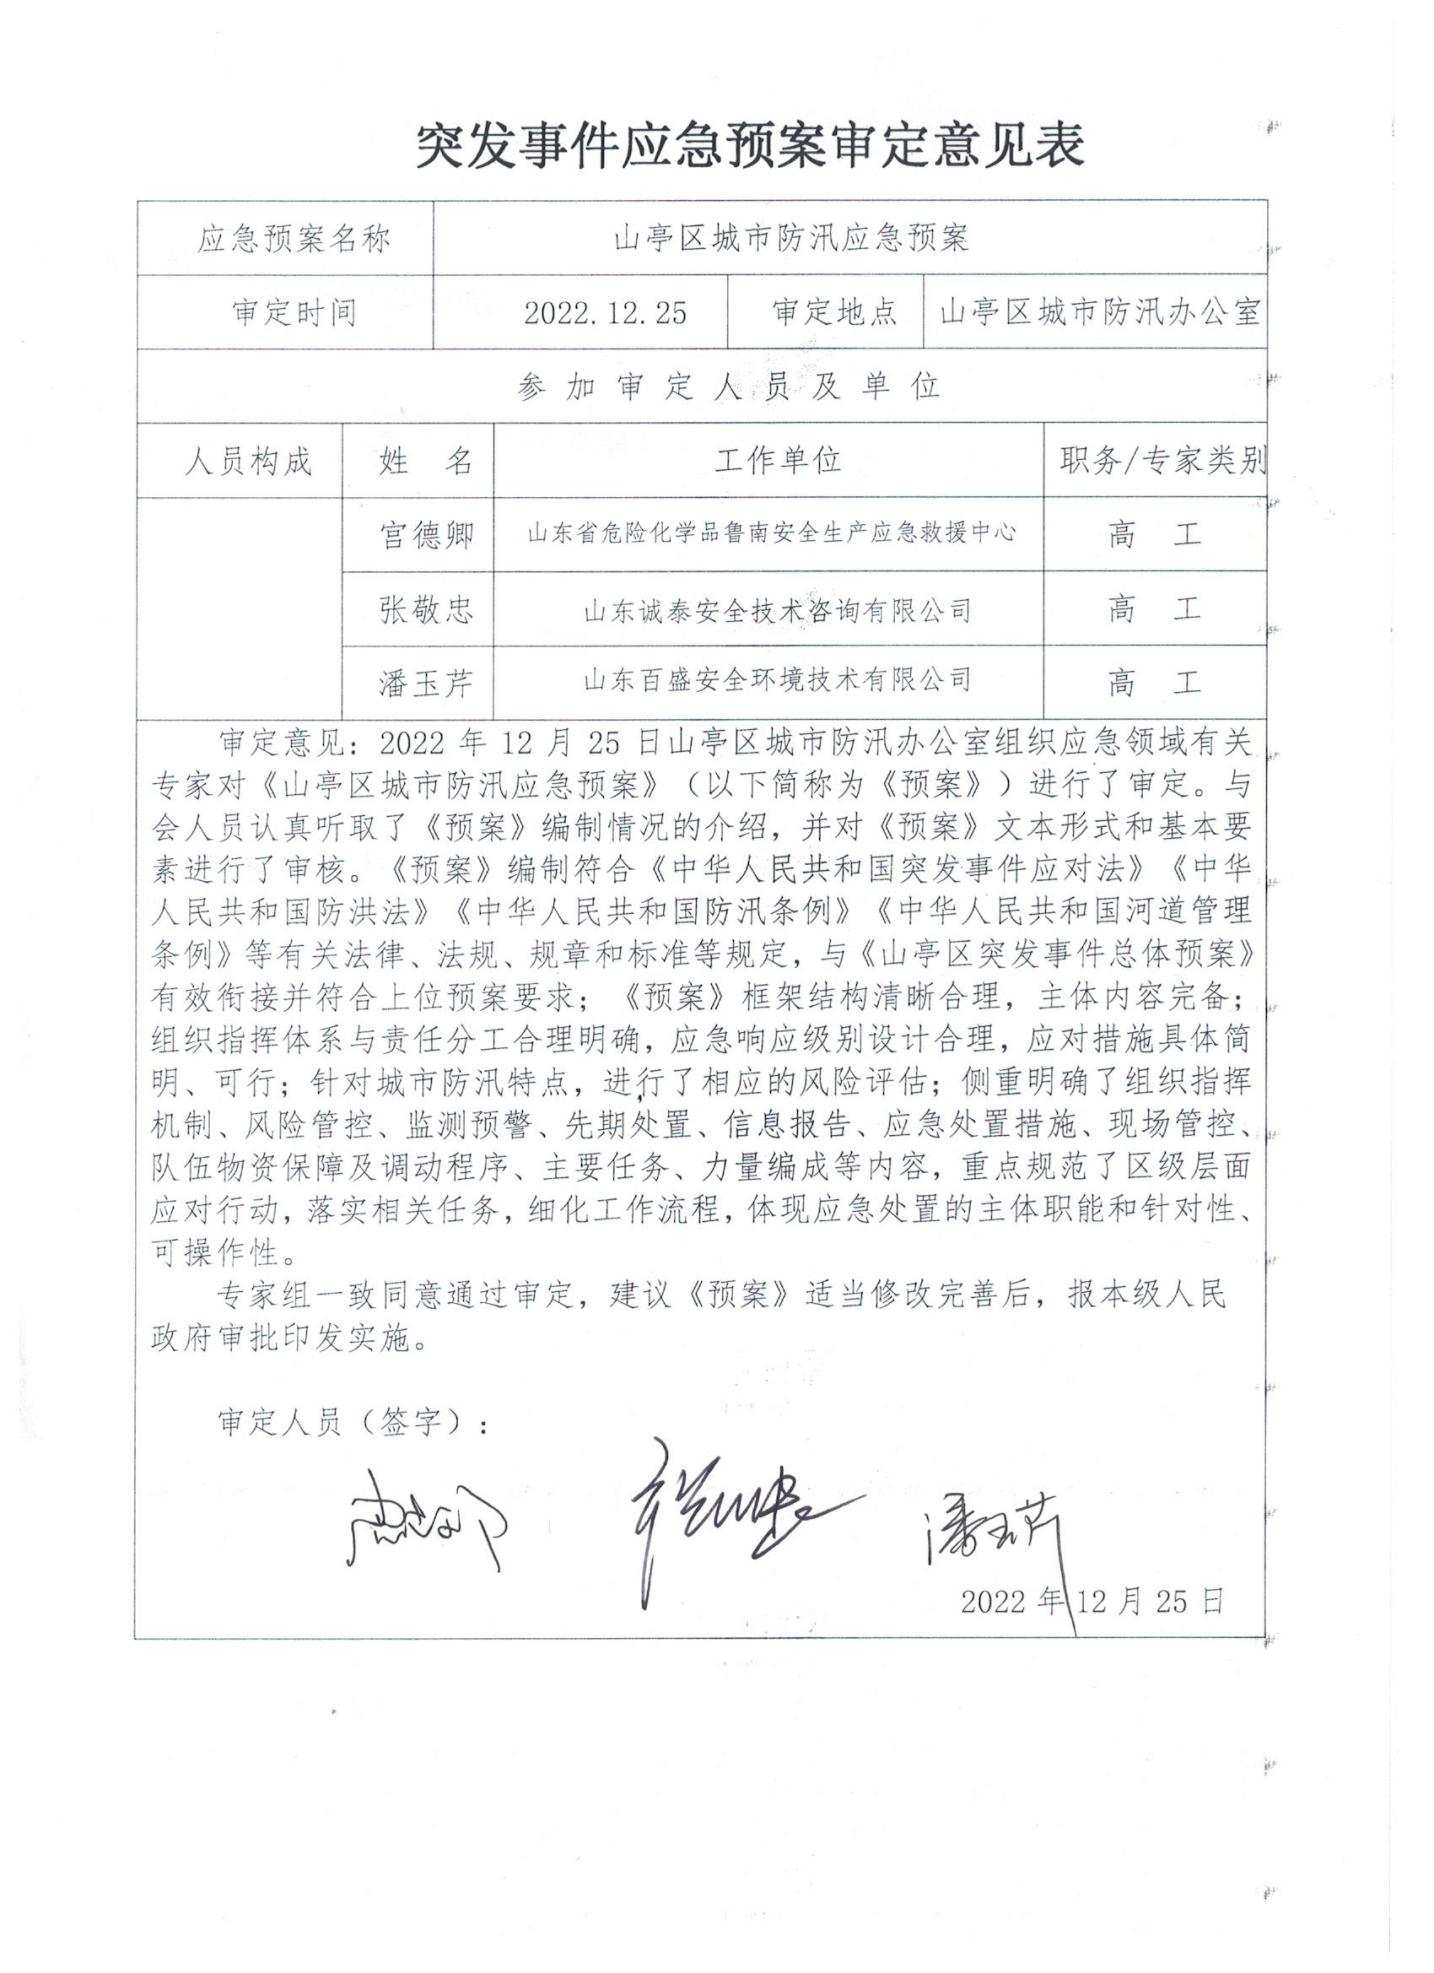 突发事件应急预案审定意见表
应急预案名称 山亭区城市防汛应急预案
审定时间 2022.12.25 审定地点 山亭区城市防汛办公室
参加审定人员及单位
人员构成 姓 名 工作单位 职务/专家类别
宫德卿 山东省危险化学品鲁南安全生产应急救援中心 高 工
张敬忠 山东诚泰安全技术咨询有限公司 高 工
潘玉芹 山东百盛安全环境技术有限公司 高 工
审定意见：2022 年 12 月 25 日山亭区城市防汛办公室组织应急领域有关
专家对《山亭区城市防汛应急预案》（以下简称为《预案》）进行了审定。与
会人员认真听取了《预案》编制情况的介绍，并对《预案》文本形式和基本要
素进行了审核。《预案》编制符合《中华人民共和国突发事件应对法》《中华
人民共和国防洪法》《中华人民共和国防汛条例》《中华人民共和国河道管理
条例》等有关法律、法规、规章和标准等规定，与《山亭区突发事件总体预案》
有效衔接并符合上位预案要求；《预案》框架结构清晰合理，主体内容完备；
组织指挥体系与责任分工合理明确，应急响应级别设计合理，应对措施具体简
明、可行；针对城市防汛特点，进行了相应的风险评估；侧重明确了组织指挥
机制、风险管控、监测预警、先期处置、信息报告、应急处置措施、现场管控、
队伍物资保障及调动程序、主要任务、力量编成等内容，重点规范了区级层面
应对行动，落实相关任务，细化工作流程，体现应急处置的主体职能和针对性、
可操作性。
专家组一致同意通过审定，建议《预案》适当修改完善后，报本级人民
政府审批印发实施。
审定人员（签字）：
潘玉芹
2022 年 12 月 25 日